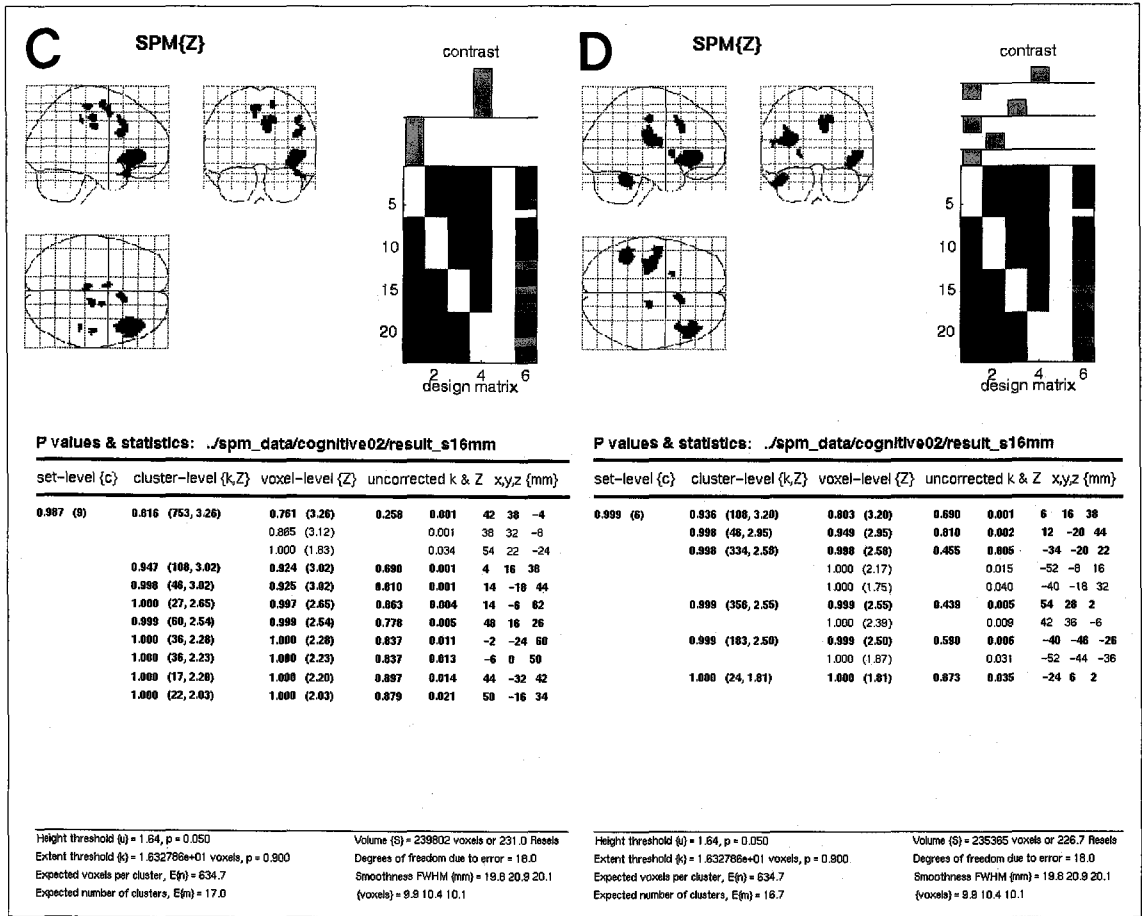 C SPM{Z}
contrast
5
10
15
20
2 4 6
design matrix
P values & statistics: ../spm_data/cognitive02/result_s16mm
set-level {c} cluster-level {k,Z} voxel-level {Z} uncorrected k & Z x,y,z {mm}
0.987 (9) 0.816 (753, 3.26) 0.761 (3.26) 0.258 0.001 42 38 -4
0.865 (3.12) 0.001 38 32 -8
1.000 (1.83) 0.034 54 22 -24
0.947 (108, 3.02) 0.924 (3.02) 0.690 0.001 4 16 38
0.998 (46, 3.02) 0.925 (3.02) 0.810 0.001 14 -18 44
1.000 (27, 2.65) 0.997 (2.65) 0.863 0.004 14 -6 62
0.999 (60, 2.54) 0.999 (2.54) 0.778 0.005 48 16 26
1.000 (36, 2.28) 1.000 (2.28) 0.837 0.011 -2 -24 60
1.000 (36, 2.23) 1.000 (2.23) 0.837 0.013 -6 0 50
1.000 (17, 2.20) 1.000 (2.20) 0.897 0.014 44 -32 42
1.000 (22, 2.03) 1.000 (2.03) 0.879 0.021 50 -16 34
Height threshold {u} = 1.64, p = 0.050
Extent threshold {k} = 1.632786e+01 voxels, p = 0.900
Expected voxels per cluster, E{n} = 634.7
Expected number of clusters, E{m} = 17.0
Volume {S} = 239802 voxels or 231.0 Resels
Degrees of freedom due to error = 18.0
Smoothness FWHM {mm} = 19.8 20.9 20.1
{voxels} = 9.9 10.4 10.1
D SPM{Z}
contrast
5
10
15
20
2 4 6
design matrix
P values & statistics: ../spm_data/cognitive02/result_s16mm
set-level {c} cluster-level {k,Z} voxel-level {Z} uncorrected k & Z x,y,z {mm}
0.999 (6) 0.936 (108, 3.20) 0.803 (3.20) 0.690 0.001 6 16 38
0.998 (46, 2.95) 0.949 (2.95) 0.810 0.002 12 -20 44
0.998 (334, 2.58) 0.998 (2.58) 0.455 0.805 -34 -20 22
1.000 (2.17) 0.015 -52 -8 16
1.000 (1.75) 0.040 -40 -18 32
0.999 (356, 2.55) 0.999 (2.55) 0.439 0.005 54 28 2
1.000 (2.39) 0.009 42 36 -6
0.999 (183, 2.50) 0.999 (2.50) 0.590 0.006 -40 -46 -26
1.000 (1.87) 0.031 -52 -44 -36
1.000 (24, 1.81) 1.000 (1.81) 0.873 0.035 -24 6 2
Height threshold {u} = 1.64, p = 0.050
Extent threshold {k} = 1.632786e+01 voxels, p = 0.900
Expected voxels per cluster, E{n} = 634.7
Expected number of clusters, E{m} = 16.7
Volume {S} = 235365 voxels or 226.7 Resels
Degrees of freedom due to error = 18.0
Smoothness FWHM {mm} = 19.8 20.9 20.1
{voxels} = 9.9 10.4 10.1